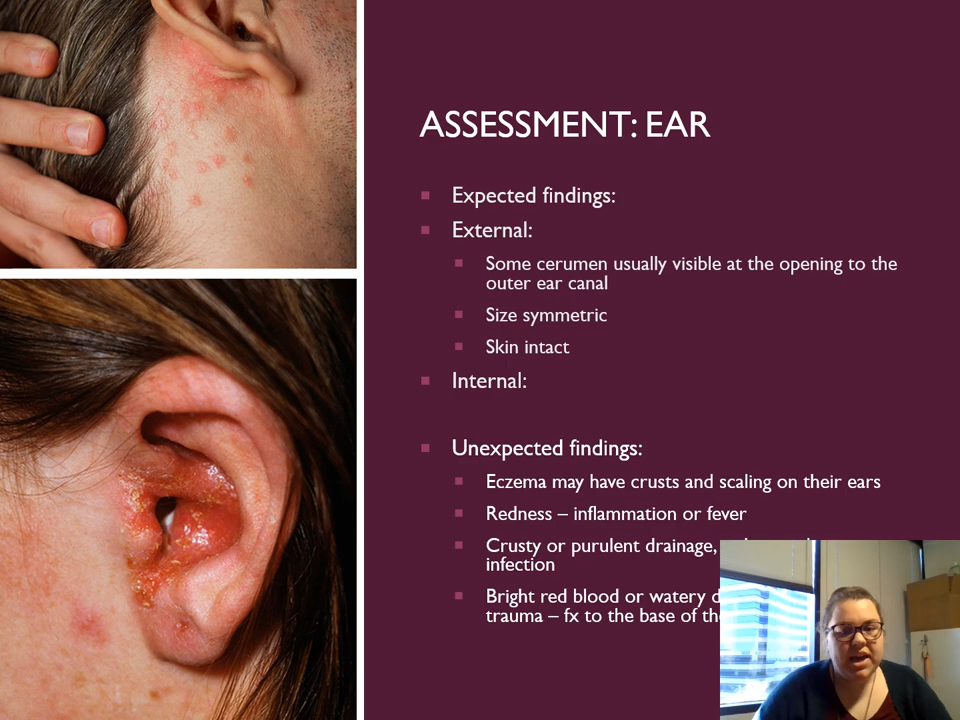 ASSESSMENT: EAR
Expected findings:
External:
Some cerumen usually visible at the opening to the
outer ear canal
Size symmetric
Skin intact
Internal:
Unexpected findings:
Eczema may have crusts and scaling on their ears
Redness – inflammation or fever
Crusty or purulent drainage,
infection
Bright red blood or watery
trauma – fx to the base of